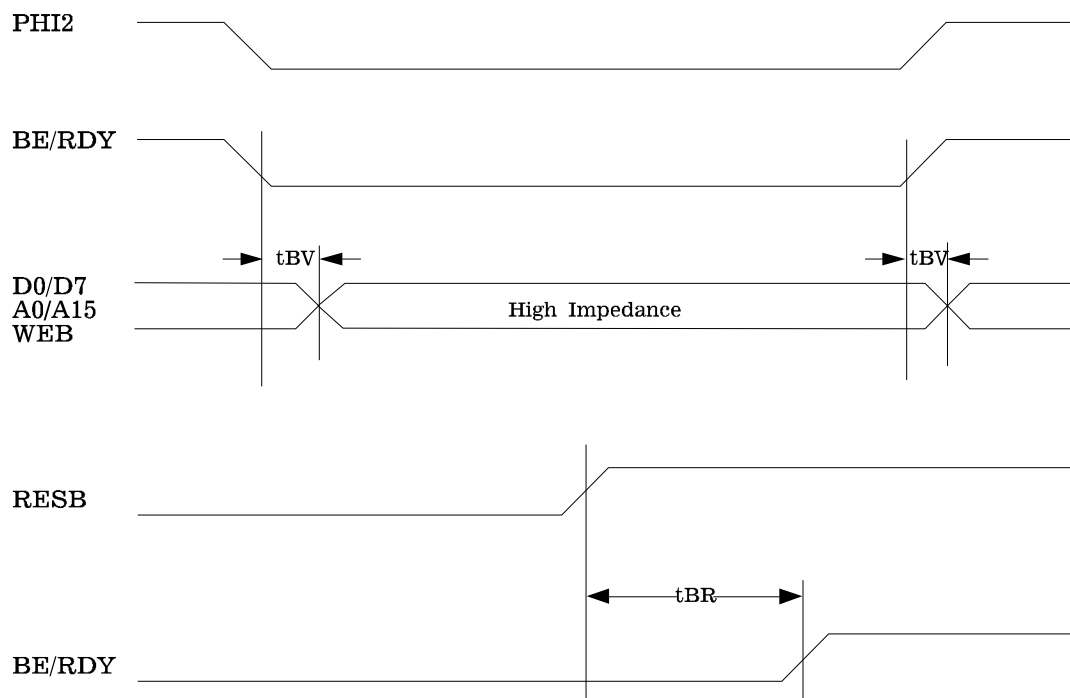 PHI2
BE/RDY
tBV
tBV
D0/D7
A0/A15
WEB
High Impedance
RESB
tBR
BE/RDY